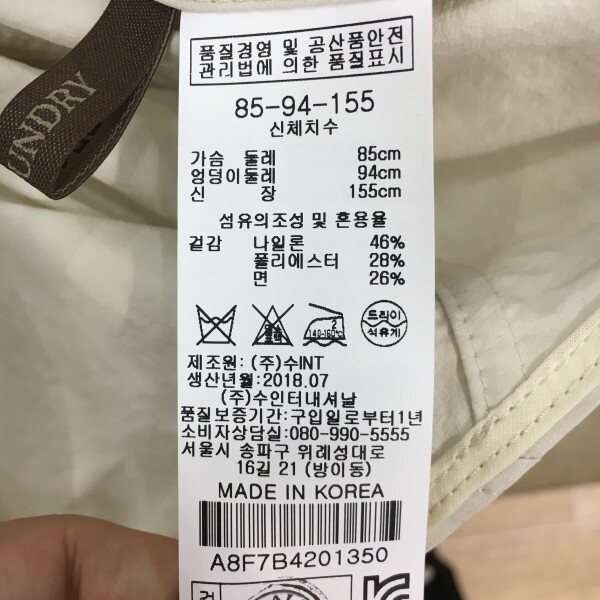 UNDRY
품질경영 및 공산품안전
관리법에 의한 품질표시
85-94-155
신체치수
가슴 둘레 85cm
엉덩이둘레 94cm
신 장 155cm
섬유의조성 및 혼용율
겉감 나일론 46%
폴리에스터 28%
면 26%
2
140-160℃
드라이
석유계
제조원: (주)수INT
생산년월:2018.07
(주)수인터내셔날
품질보증기간:구입일로부터1년
소비자상담실:080-990-5555
서울시 송파구 위례성대로
16길 21 (방이동)
MADE IN KOREA
A8F7B4201350